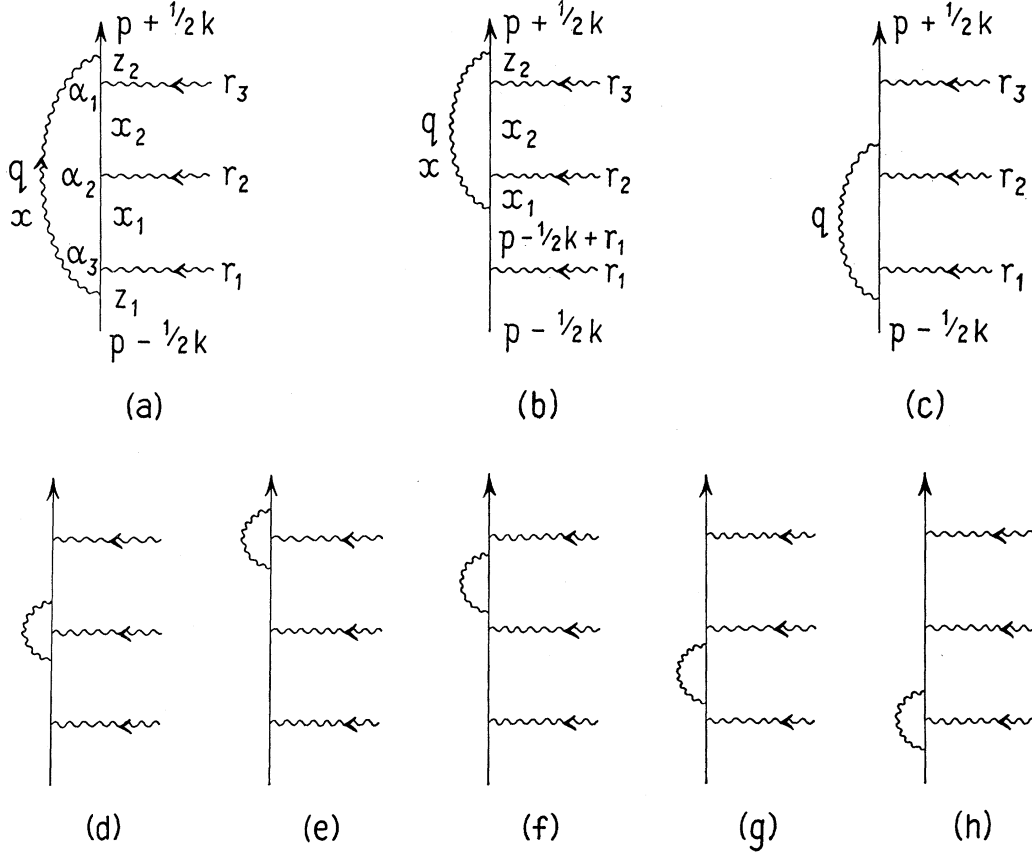 p + 1/2k
z₂
α₁
r₃
x₂
q
x
α₂
r₂
x₁
α₃
r₁
z₁
p - 1/2k
(a)
p + 1/2k
z₂
r₃
q
x
x₂
r₂
x₁
p - 1/2k + r₁
r₁
p - 1/2k
(b)
p + 1/2k
r₃
r₂
q
r₁
p - 1/2k
(c)
(d)
(e)
(f)
(g)
(h)